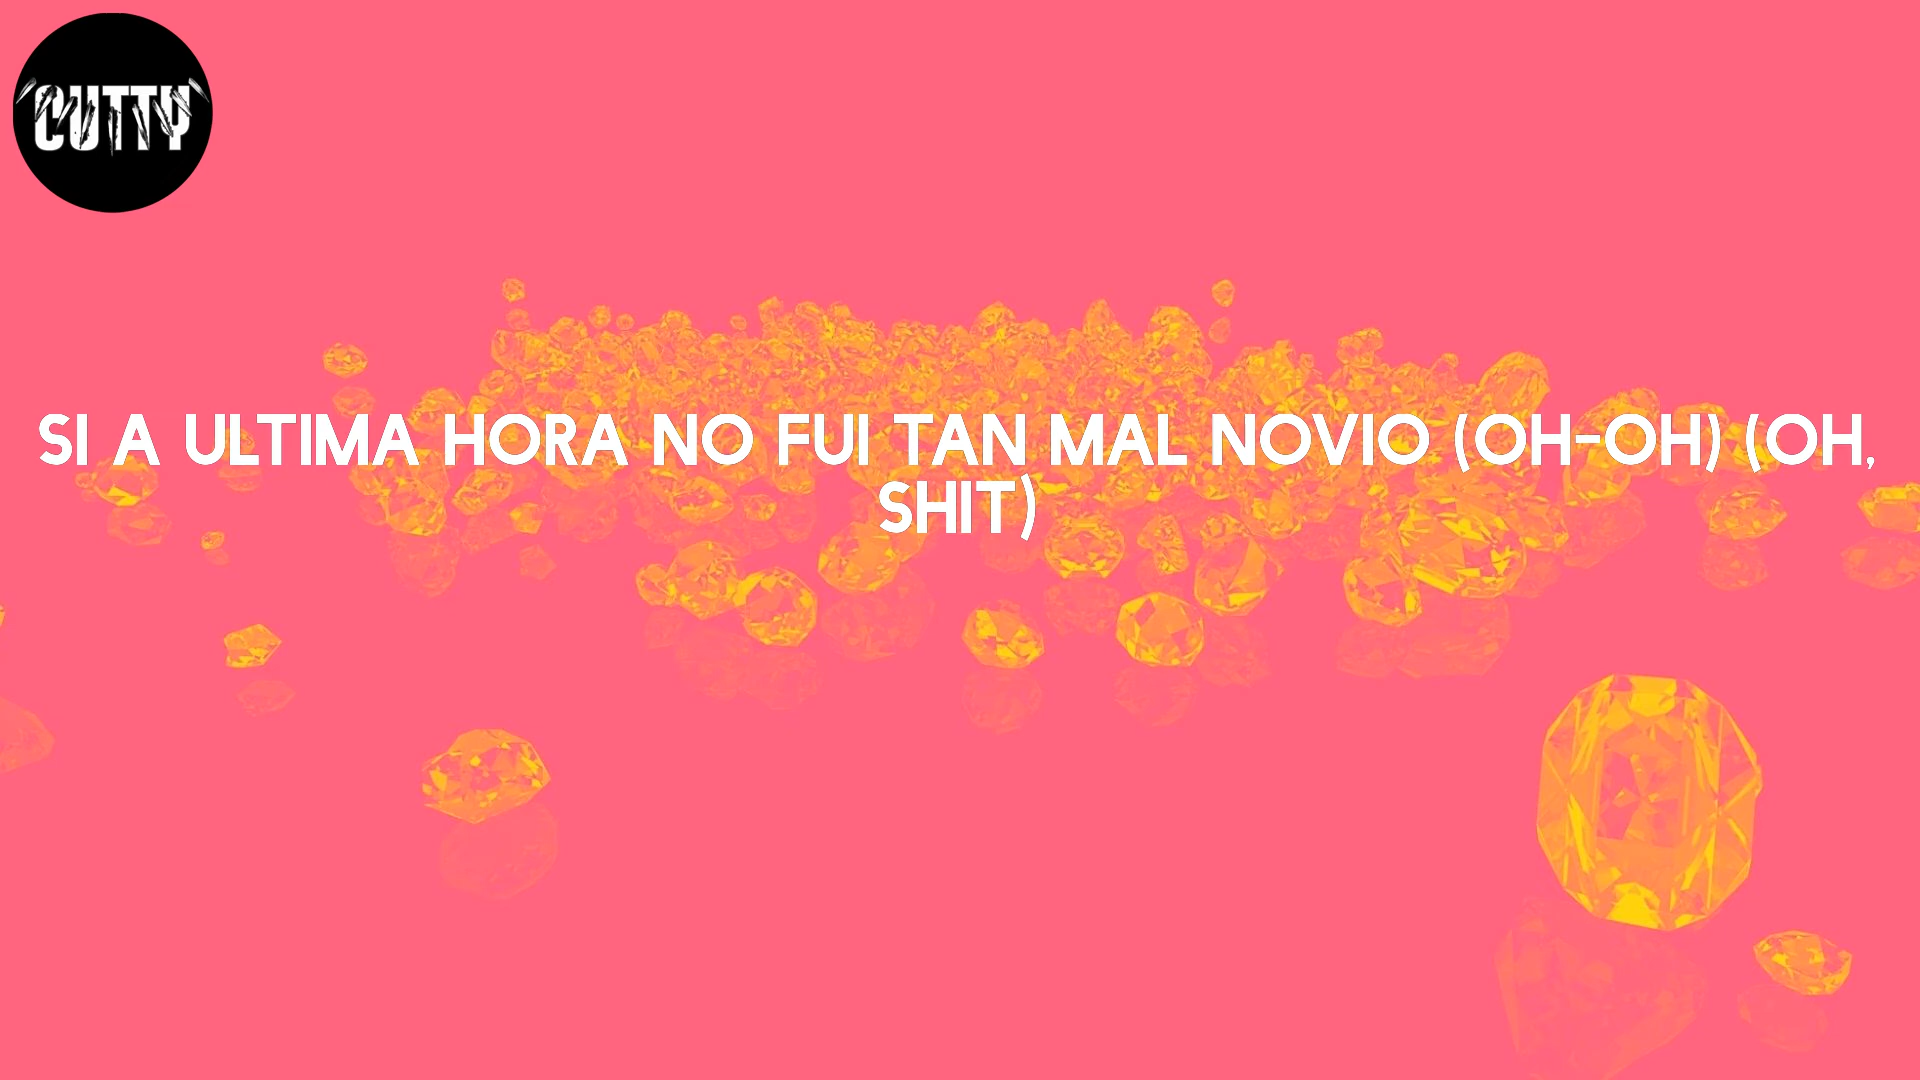 CUTTY
SI A ULTIMA HORA NO FUI TAN MAL NOVIO (OH-OH) (OH,
SHIT)